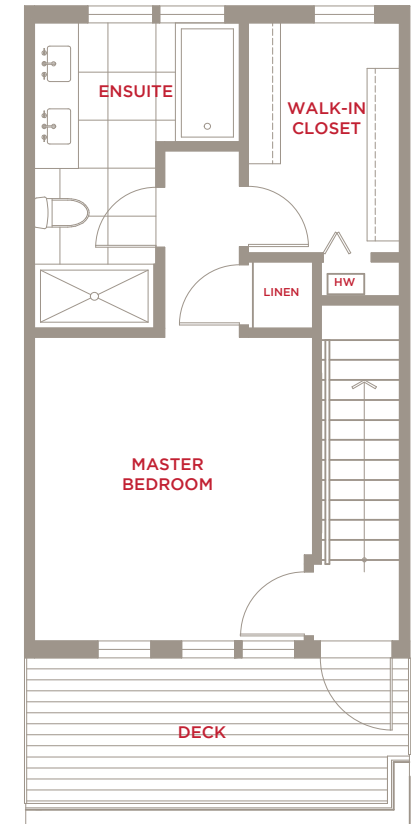 ENSUITE
WALK-IN
CLOSET
HW
LINEN
MASTER
BEDROOM
DECK